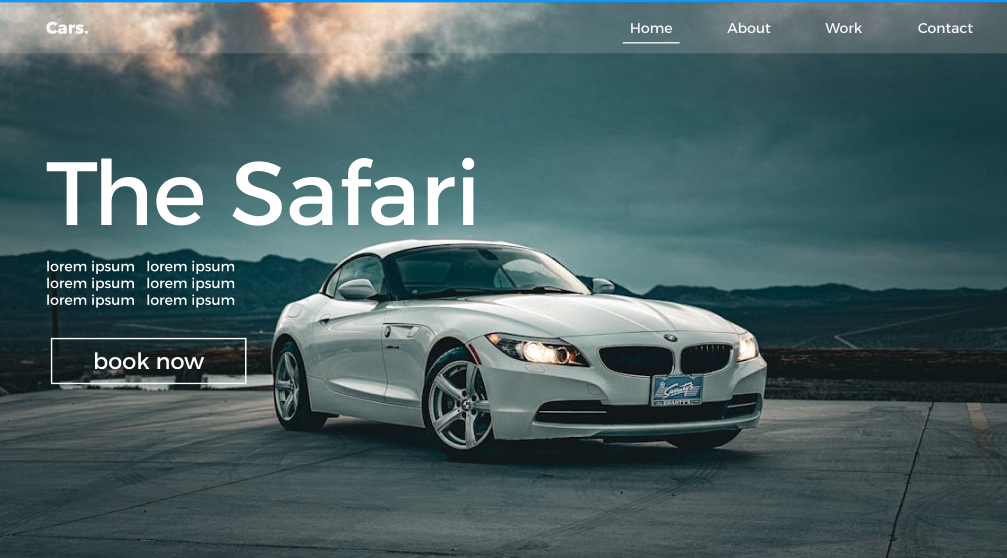 Cars.
Home About Work Contact
The Safari
lorem ipsum lorem ipsum
lorem ipsum lorem ipsum
lorem ipsum lorem ipsum
book now